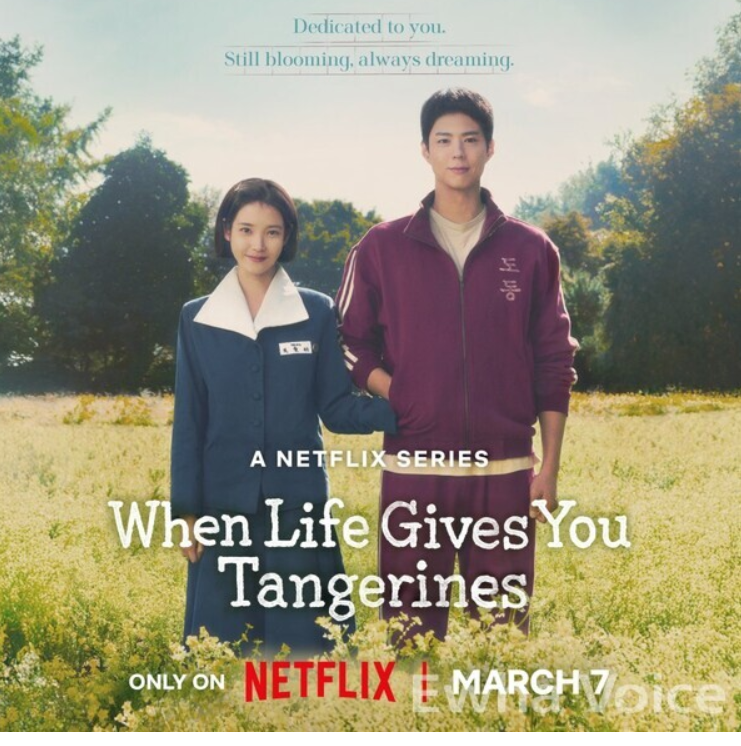 Dedicated to you.
Still blooming, always dreaming.
도
동
A NETFLIX SERIES
When Life Gives You
Tangerines
ONLY ON NETFLIX | MARCH 7
Ewha Voice